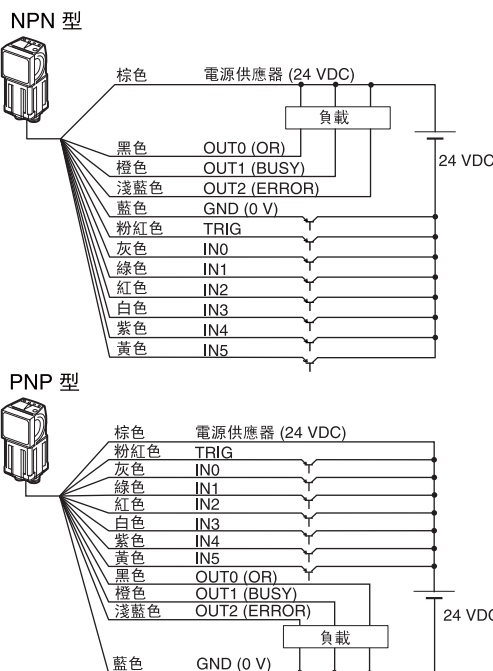 NPN 型
棕色 電源供應器 (24 VDC)
負載
黑色 OUT0 (OR)
橙色 OUT1 (BUSY)
24 VDC
淺藍色 OUT2 (ERROR)
藍色 GND (0 V)
粉紅色 TRIG
灰色 IN0
綠色 IN1
紅色 IN2
白色 IN3
紫色 IN4
黃色 IN5
PNP 型
棕色 電源供應器 (24 VDC)
粉紅色 TRIG
灰色 IN0
綠色 IN1
紅色 IN2
白色 IN3
紫色 IN4
黃色 IN5
黑色 OUT0 (OR)
橙色 OUT1 (BUSY)
淺藍色 OUT2 (ERROR)
24 VDC
負載
藍色 GND (0 V)